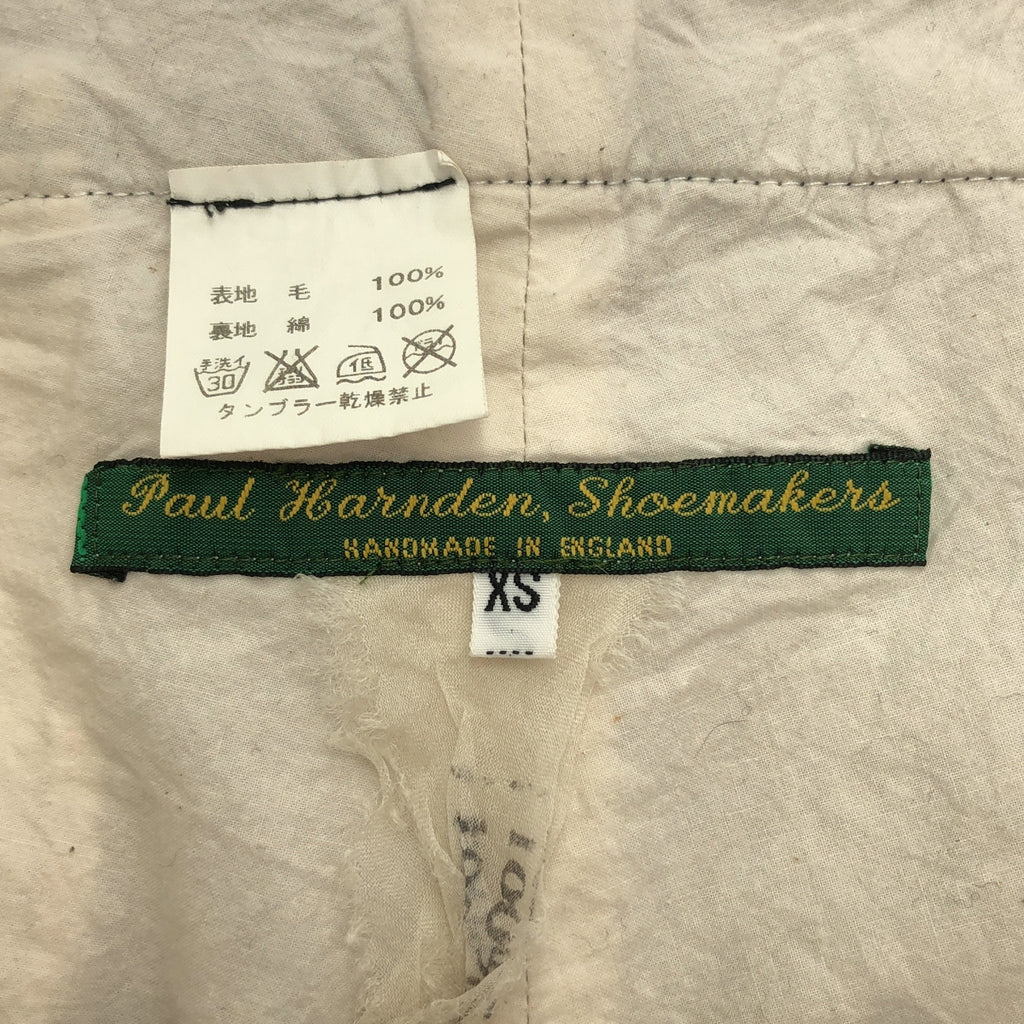 表地 毛 100%
裏地 綿 100%
手洗イ
30
低
タンブラー乾燥禁止
Paul Harnden, Shoemakers
HANDMADE IN ENGLAND
XS